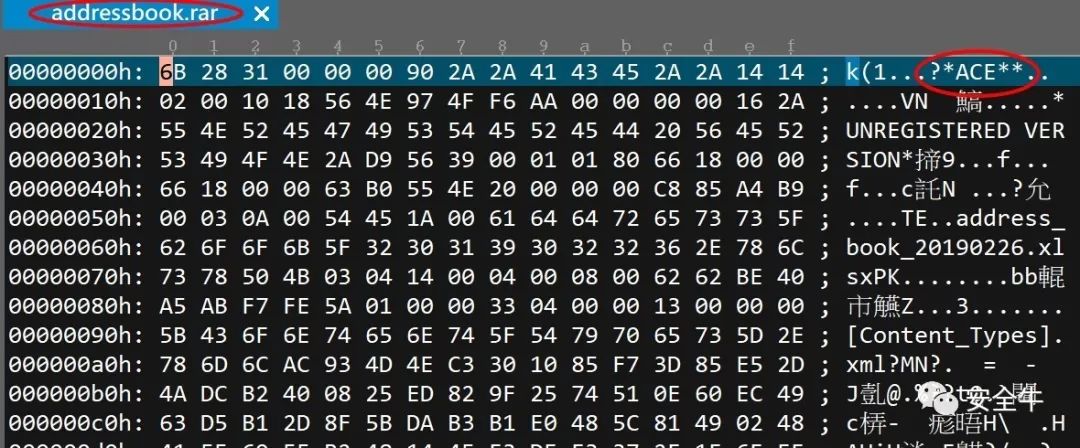 addressbook.rar ×
0 1 2 3 4 5 6 7 8 9 a b c d e f
00000000h: 6B 28 31 00 00 00 90 2A 2A 41 43 45 2A 2A 14 14 ; k(1...?*ACE**..
00000010h: 02 00 10 18 56 4E 97 4F F6 AA 00 00 00 00 16 2A ; ....VN .....*
00000020h: 55 4E 52 45 47 49 53 54 45 52 45 44 20 56 45 52 ; UNREGISTERED VER
00000030h: 53 49 4F 4E 2A D9 56 39 00 01 01 80 66 18 00 00 ; SION*揥9...f...
00000040h: 66 18 00 00 63 B0 55 4E 20 00 00 00 C8 85 A4 B9 ; f...c託N ...?允
00000050h: 00 03 0A 00 54 45 1A 00 61 64 64 72 65 73 73 5F ; ....TE..address_
00000060h: 62 6F 6F 6B 5F 32 30 31 39 30 32 32 36 2E 78 6C ; book_20190226.xl
00000070h: 73 78 50 4B 03 04 14 00 04 00 08 00 62 62 BE 40 ; sxPK........bb輥
00000080h: A5 AB F7 FE 5A 01 00 00 33 04 00 00 13 00 00 00 ; Z...3.......
00000090h: 5B 43 6F 6E 74 65 6E 74 5F 54 79 70 65 73 5D 2E ; [Content_Types].
000000a0h: 78 6D 6C AC 93 4D 4E C3 30 10 85 F7 3D 85 E5 2D ; xml?MN?. = -
000000b0h: 4A DC B2 40 08 25 ED 82 9F 25 74 51 0E 60 EC 49 ;
安全牛
000000c0h: 63 D5 B1 2D 8F 5B DA B3 B1 E0 48 5C 81 49 02 48 ;